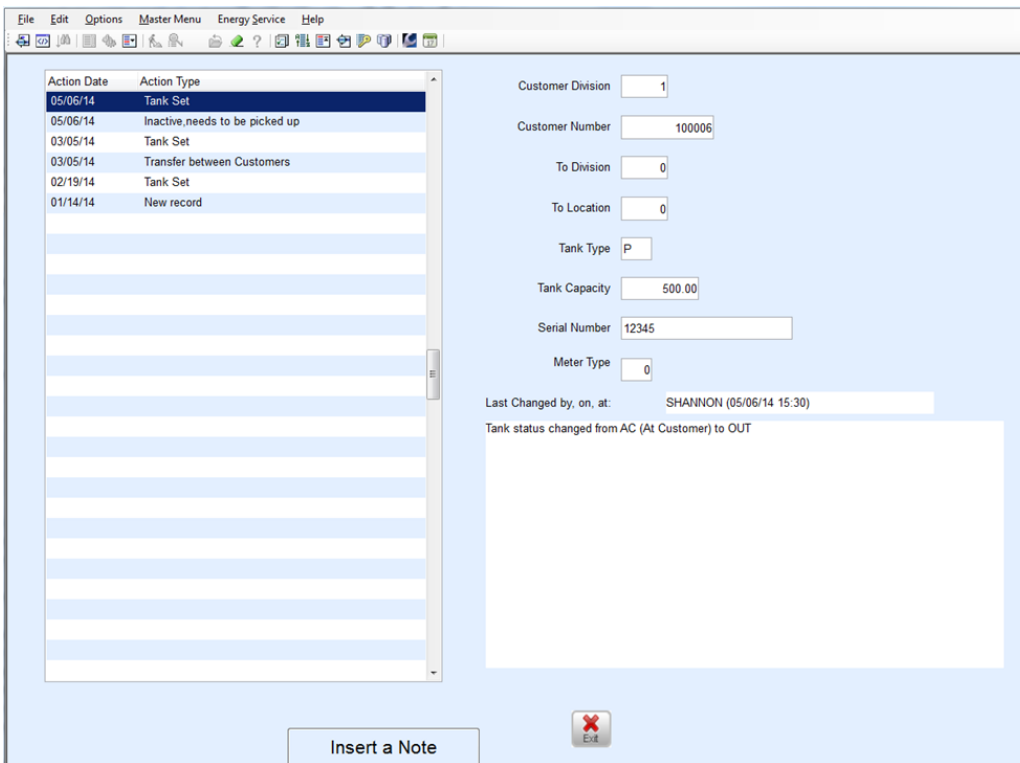 File Edit Options Master Menu Energy Service Help
Action Date Action Type
05/06/14 Tank Set
05/06/14 Inactive,needs to be picked up
03/05/14 Tank Set
03/05/14 Transfer between Customers
02/19/14 Tank Set
01/14/14 New record
Customer Division 1
Customer Number 100006
To Division 0
To Location 0
Tank Type P
Tank Capacity 500.00
Serial Number 12345
Meter Type 0
Last Changed by, on, at: SHANNON (05/06/14 15:30)
Tank status changed from AC (At Customer) to OUT
Insert a Note
Exit